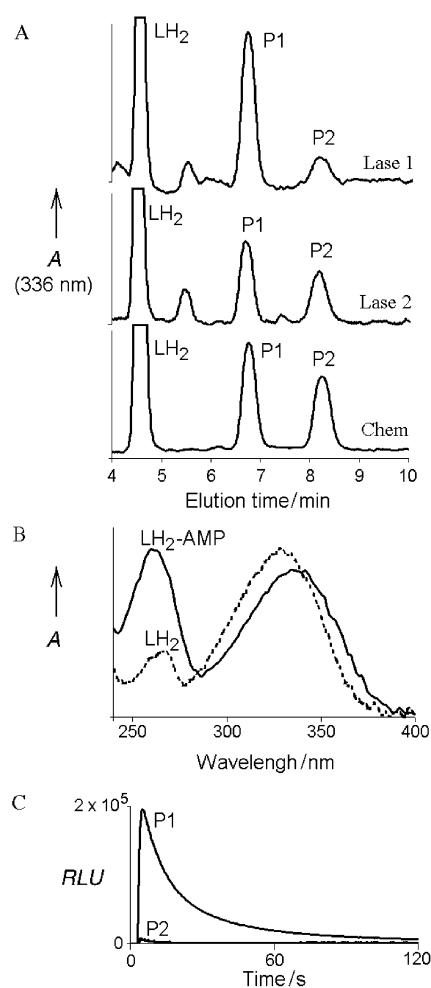 A
LH2
P1
P2
Lase 1
A
(336 nm)
LH2
P1
P2
Lase 2
LH2
P1
P2
Chem
4 5 6 7 8 9 10
Elution time/min
B
LH2-AMP
A
LH2
250 300 350 400
Wavelengh/nm
C
2 x 10^5
P1
RLU
P2
0
0 60 120
Time/s